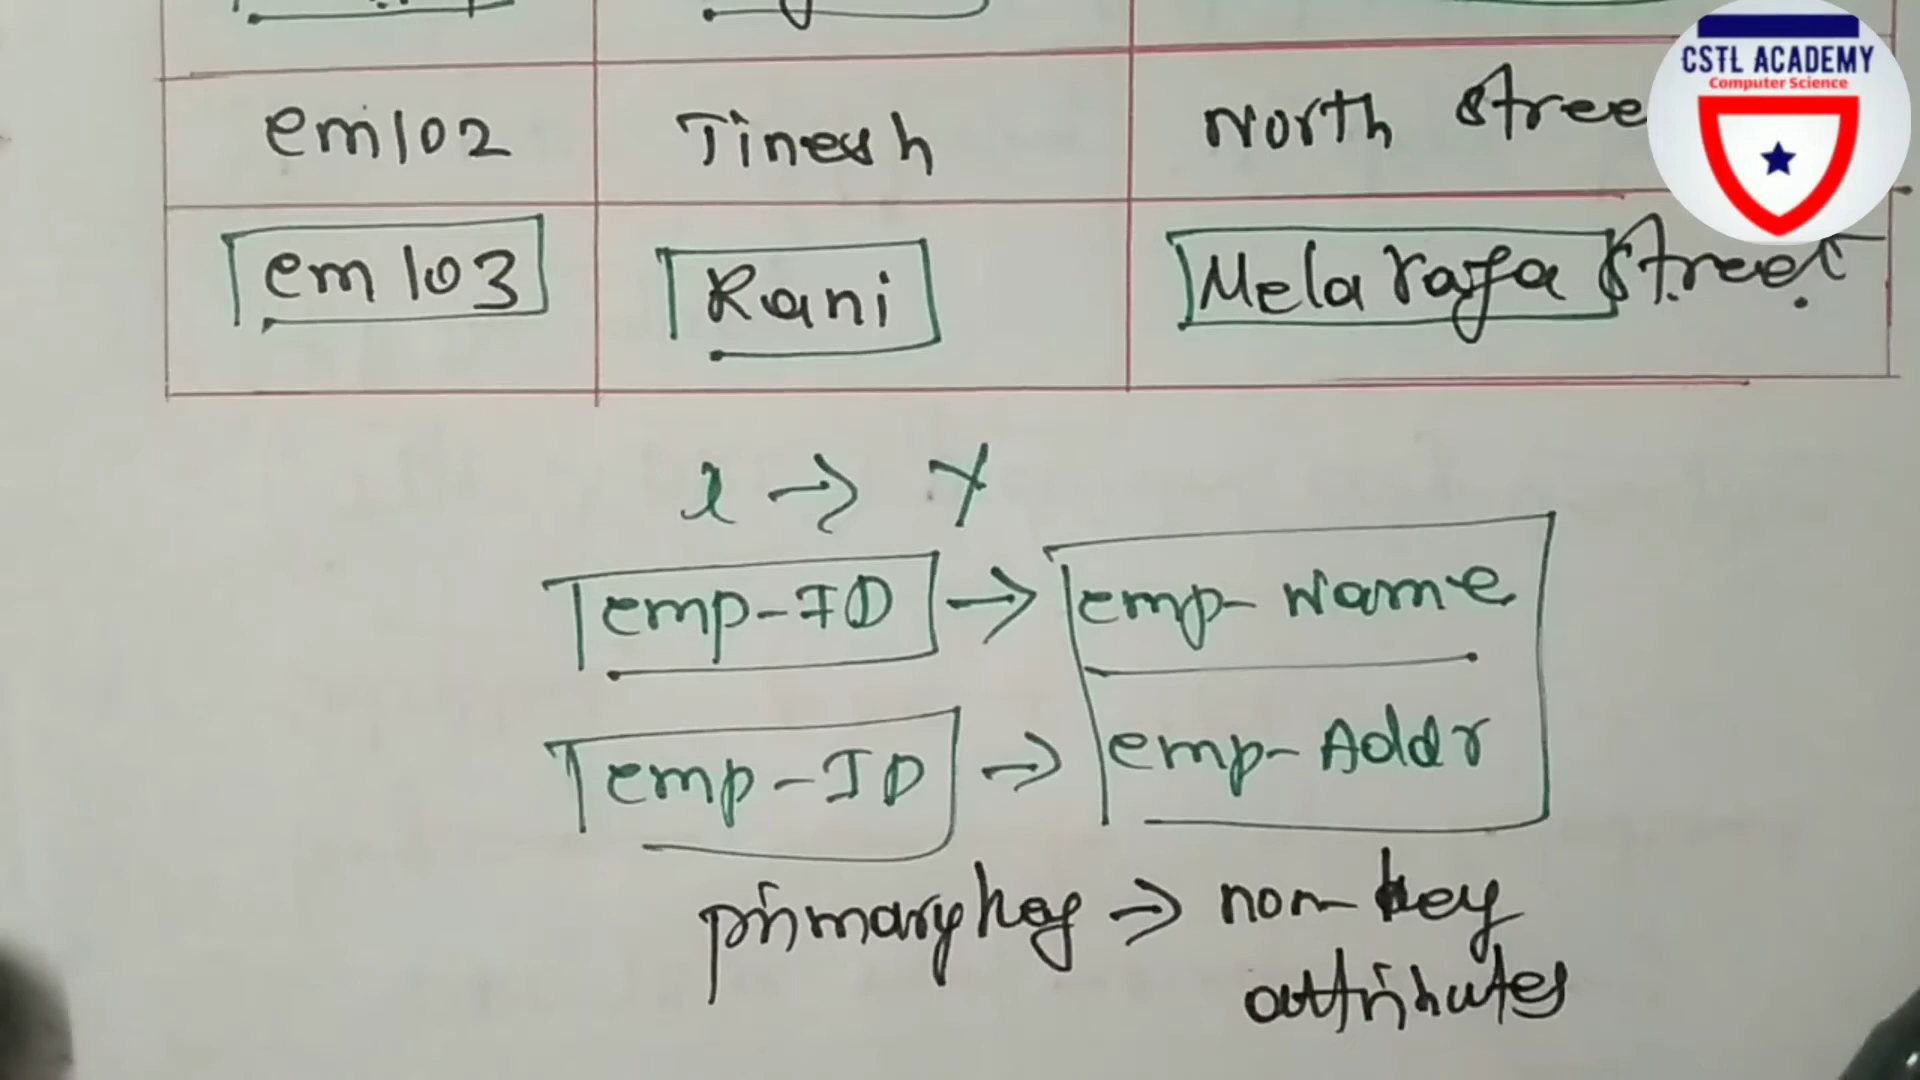 em102 Tinesh North Stree
em103 Rani Mela raja Street
x → Y
emp-ID → emp-Name
emp-ID → emp-Addr
primary key → non-key
attributes
CSTL ACADEMY
Computer Science